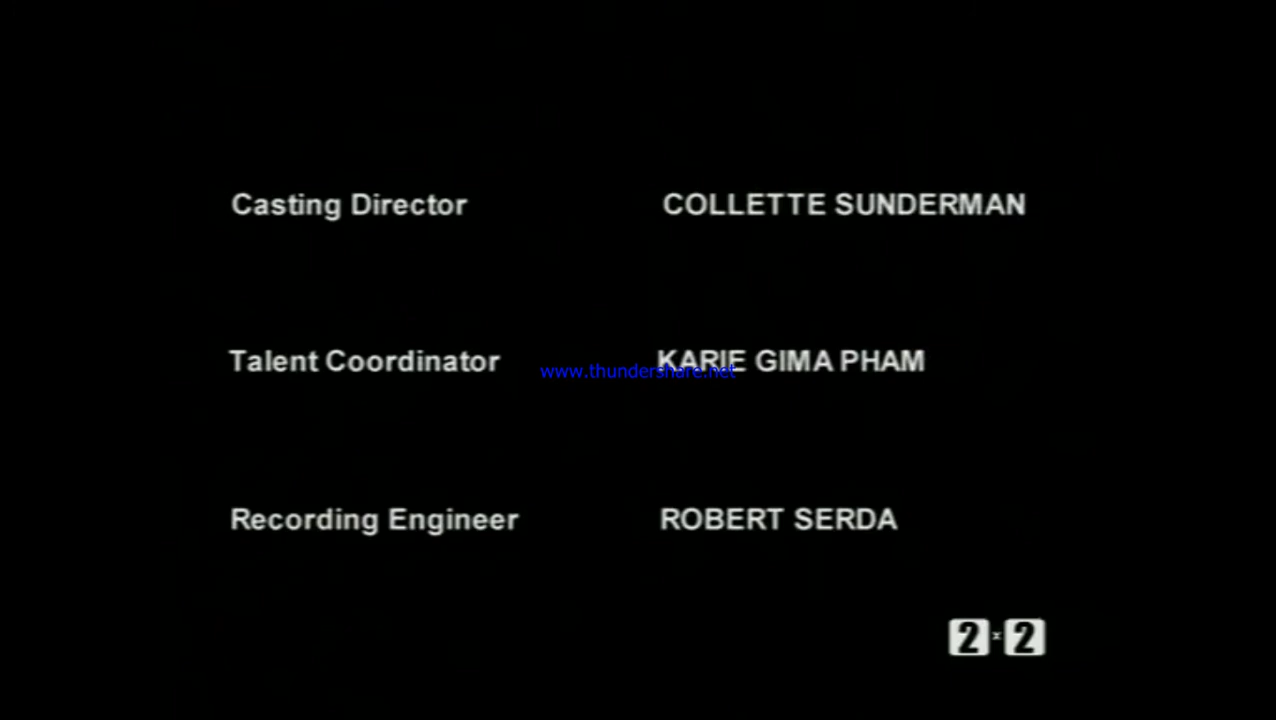 Casting Director COLLETTE SUNDERMAN
Talent Coordinator KARIE GIMA PHAM
www.thundershare.net
Recording Engineer ROBERT SERDA
2x2